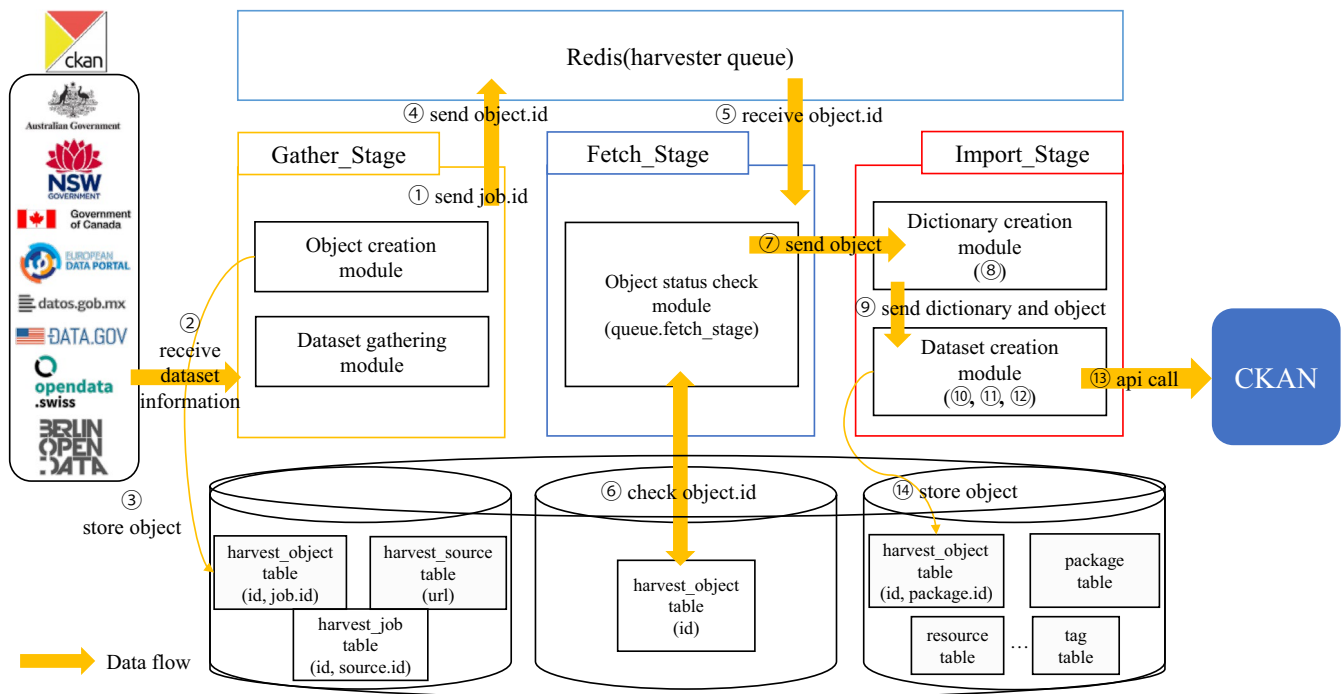 ckan
Australian Government
NSW
GOVERNMENT
Government
of Canada
EUROPEAN
DATA PORTAL
datos.gob.mx
DATA.GOV
opendata
.swiss
BERLIN
OPEN
DATA
Redis(harvester queue)
④ send object.id
⑤ receive object.id
Gather_Stage
① send job.id
Object creation
module
Dataset gathering
module
②
receive
dataset
information
③
store object
Fetch_Stage
Object status check
module
(queue.fetch_stage)
⑥ check object.id
⑦ send object
Import_Stage
Dictionary creation
module
(⑧)
⑨ send dictionary and object
Dataset creation
module
(⑩, ⑪, ⑫)
⑬ api call
CKAN
⑭ store object
harvest_object
table
(id, job.id)
harvest_source
table
(url)
harvest_job
table
(id, source.id)
harvest_object
table
(id)
harvest_object
table
(id, package.id)
package
table
resource
table
…
tag
table
Data flow